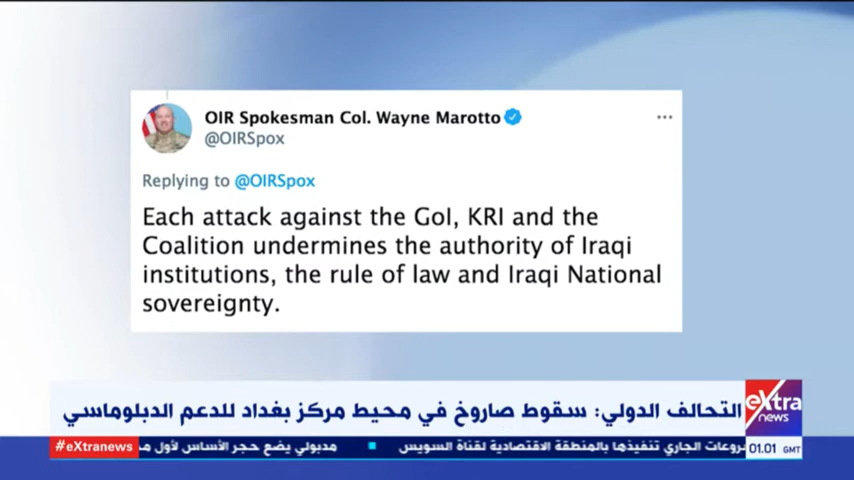 OIR Spokesman Col. Wayne Marotto
@OIRSpox
Replying to @OIRSpox
Each attack against the GoI, KRI and the
Coalition undermines the authority of Iraqi
institutions, the rule of law and Iraqi National
sovereignty.
التحالف الدولي: سقوط صاروخ في محيط مركز بغداد للدعم الدبلوماسي
eXtra
news
#eXtranews
روعات الجاري تنفيذها بالمنطقة الاقتصادية لقناة السويس
مدبولي يضع حجر الأساس لأول
01.01 GMT